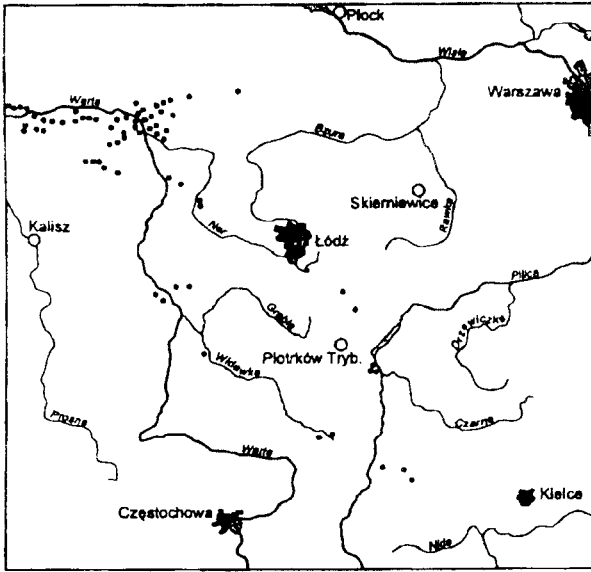 Płock
Wisła
Warszawa
Warta
Bzura
Skierniewice
Rawka
Kalisz
Ner
Łódź
Pilica
Grabia
Drzewiczka
Piotrków Tryb.
Widawka
Prosna
Czarna
Warta
Częstochowa
Kielce
Nida